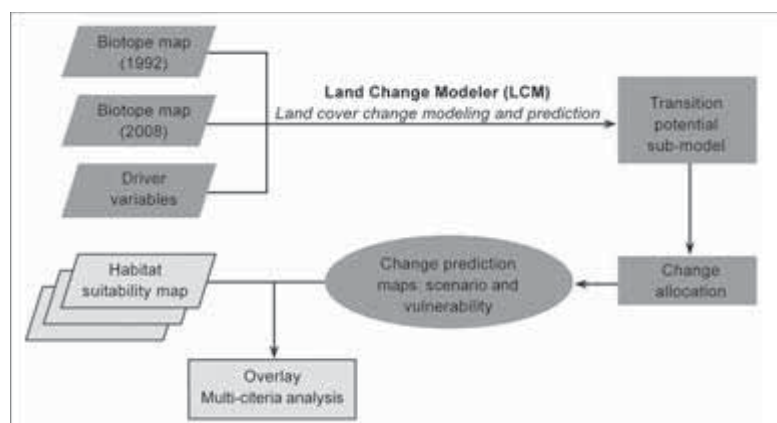 Biotope map
(1992)
Biotope map
(2008)
Driver
variables
Land Change Modeler (LCM)
Land cover change modeling and prediction
Transition
potential
sub-model
Change
allocation
Change prediction
maps: scenario and
vulnerability
Habitat
suitability map
Overlay
Multi-citeria analysis